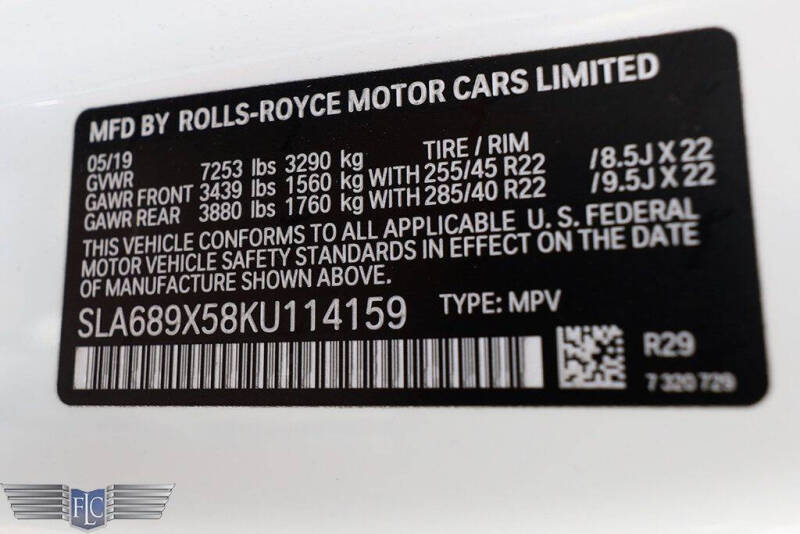 MFD BY ROLLS-ROYCE MOTOR CARS LIMITED
05/19 TIRE / RIM
GVWR 7253 lbs 3290 kg
GAWR FRONT 3439 lbs 1560 kg WITH 255/45 R22 /8.5J X 22
GAWR REAR 3880 lbs 1760 kg WITH 285/40 R22 /9.5J X 22
THIS VEHICLE CONFORMS TO ALL APPLICABLE U. S. FEDERAL
MOTOR VEHICLE SAFETY STANDARDS IN EFFECT ON THE DATE
OF MANUFACTURE SHOWN ABOVE.
SLA689X58KU114159 TYPE: MPV
R29
7 320 729
FLC